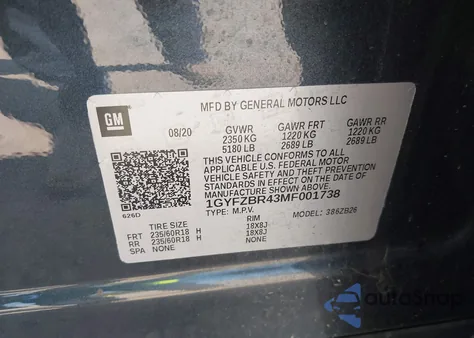 GM
MFD BY GENERAL MOTORS LLC
08/20 GVWR GAWR FRT GAWR RR
2350 KG 1220 KG 1220 KG
5180 LB 2689 LB 2689 LB
THIS VEHICLE CONFORMS TO ALL
APPLICABLE U.S. FEDERAL MOTOR
VEHICLE SAFETY AND THEFT PREVENTION
STANDARDS IN EFFECT ON THE DATE OF
MANUFACTURE SHOWN ABOVE.
1GYFZBR43MF001738
626D
TYPE: M.P.V. MODEL: 386ZB26
TIRE SIZE RIM
FRT 235/60R18 H 18X8J
RR 235/60R18 H 18X8J
SPA NONE NONE
autoSnap